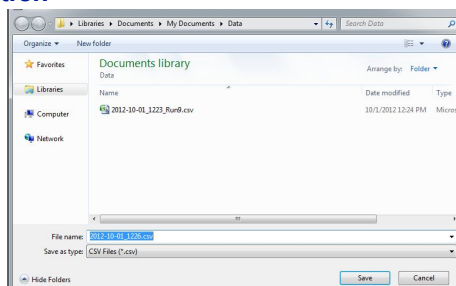 Libraries ▸ Documents ▸ My Documents ▸ Data
Search Data
Organize ▾ New folder
Favorites
Libraries
Computer
Network
Documents library
Data
Arrange by: Folder ▾
Name Date modified Type
2012-10-01_1223_Run9.csv 10/1/2012 12:24 PM Micros
File name: 2012-10-01_1226.csv
Save as type: CSV Files (*.csv)
Hide Folders
Save Cancel